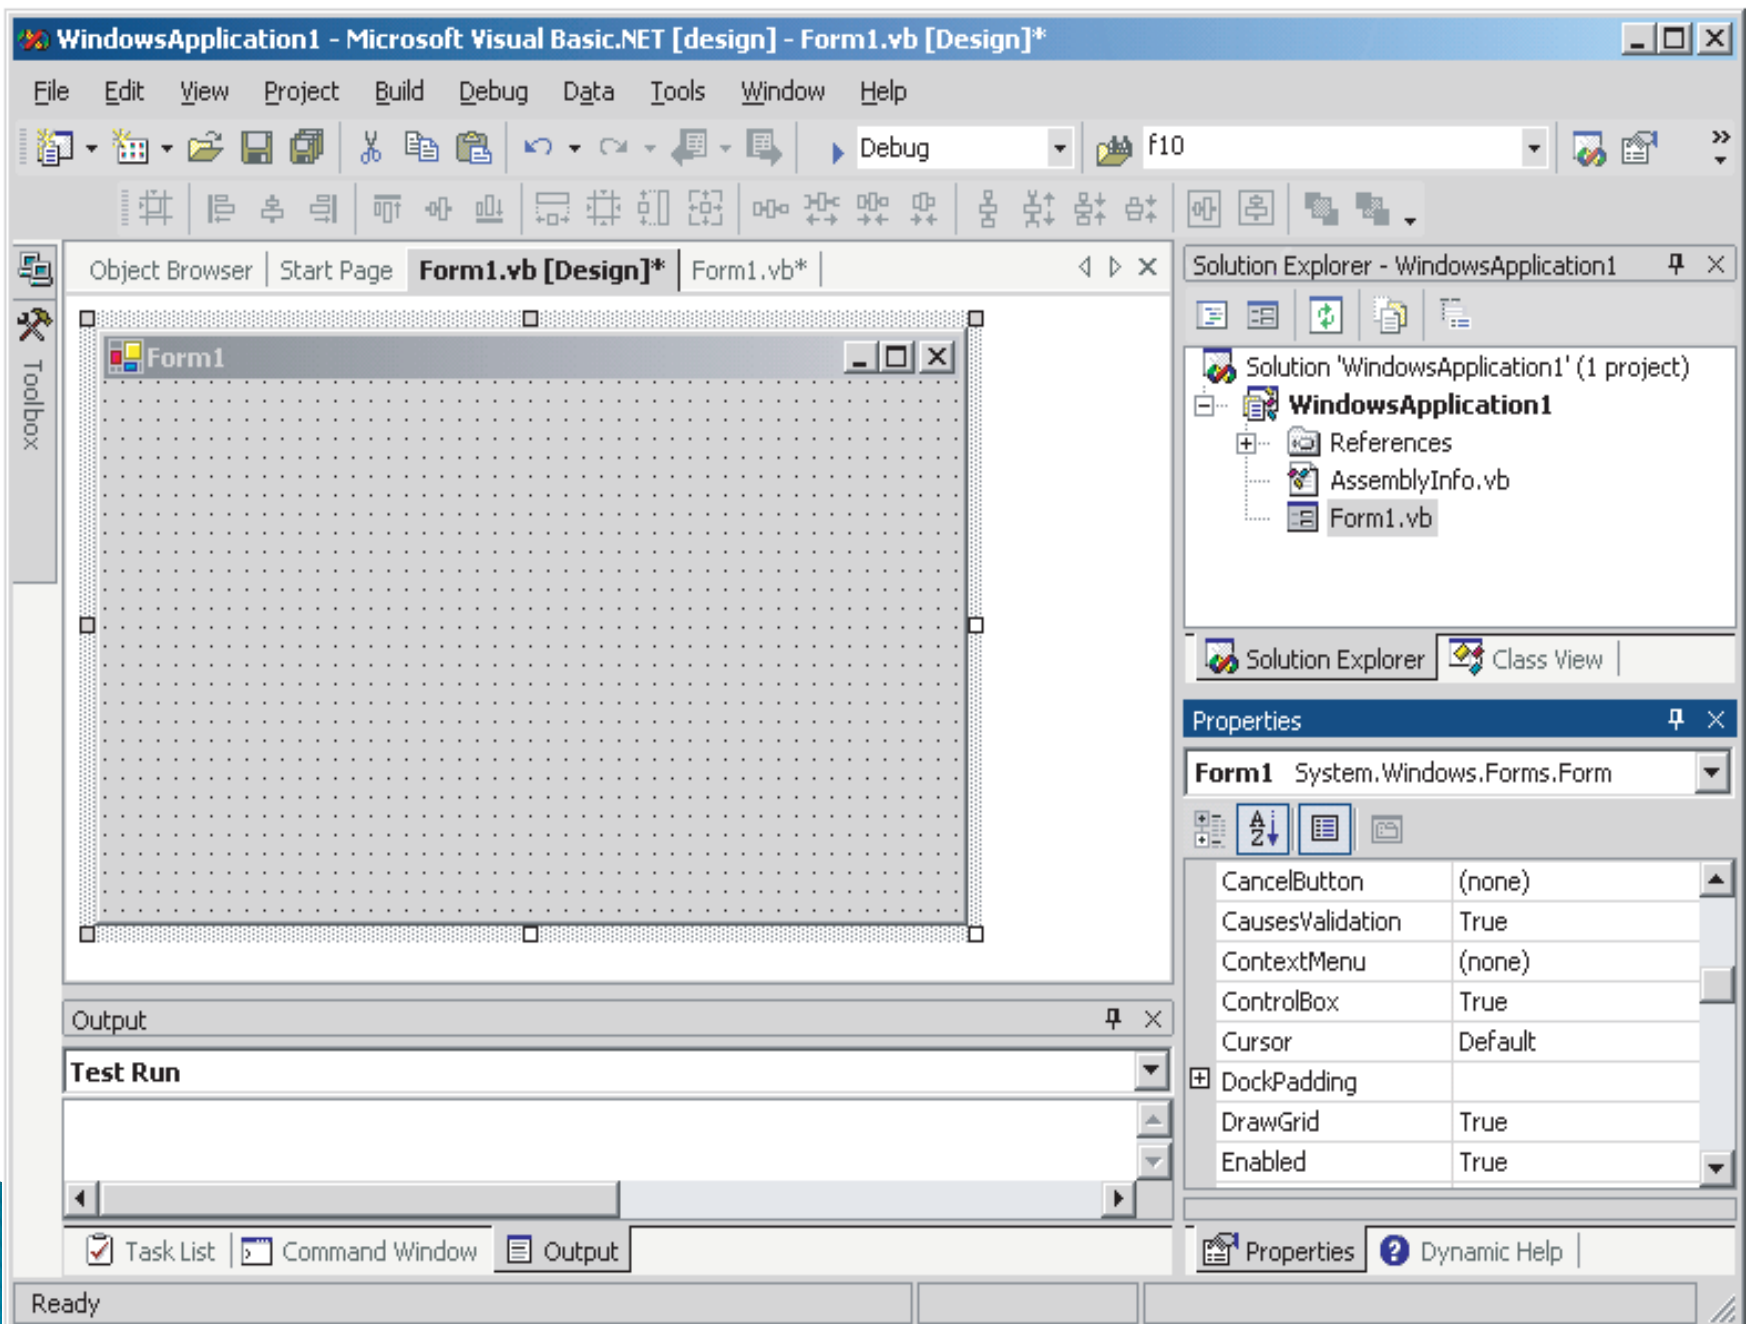 WindowsApplication1 - Microsoft Visual Basic.NET [design] - Form1.vb [Design]*
File Edit View Project Build Debug Data Tools Window Help
Debug f10
Object Browser Start Page Form1.vb [Design]* Form1.vb*
Toolbox
Form1
Solution Explorer - WindowsApplication1
Solution 'WindowsApplication1' (1 project)
WindowsApplication1
References
AssemblyInfo.vb
Form1.vb
Solution Explorer Class View
Properties
Form1 System.Windows.Forms.Form
A Z
CancelButton (none)
CausesValidation True
ContextMenu (none)
ControlBox True
Cursor Default
DockPadding
DrawGrid True
Enabled True
Properties Dynamic Help
Output
Test Run
Task List Command Window Output
Ready